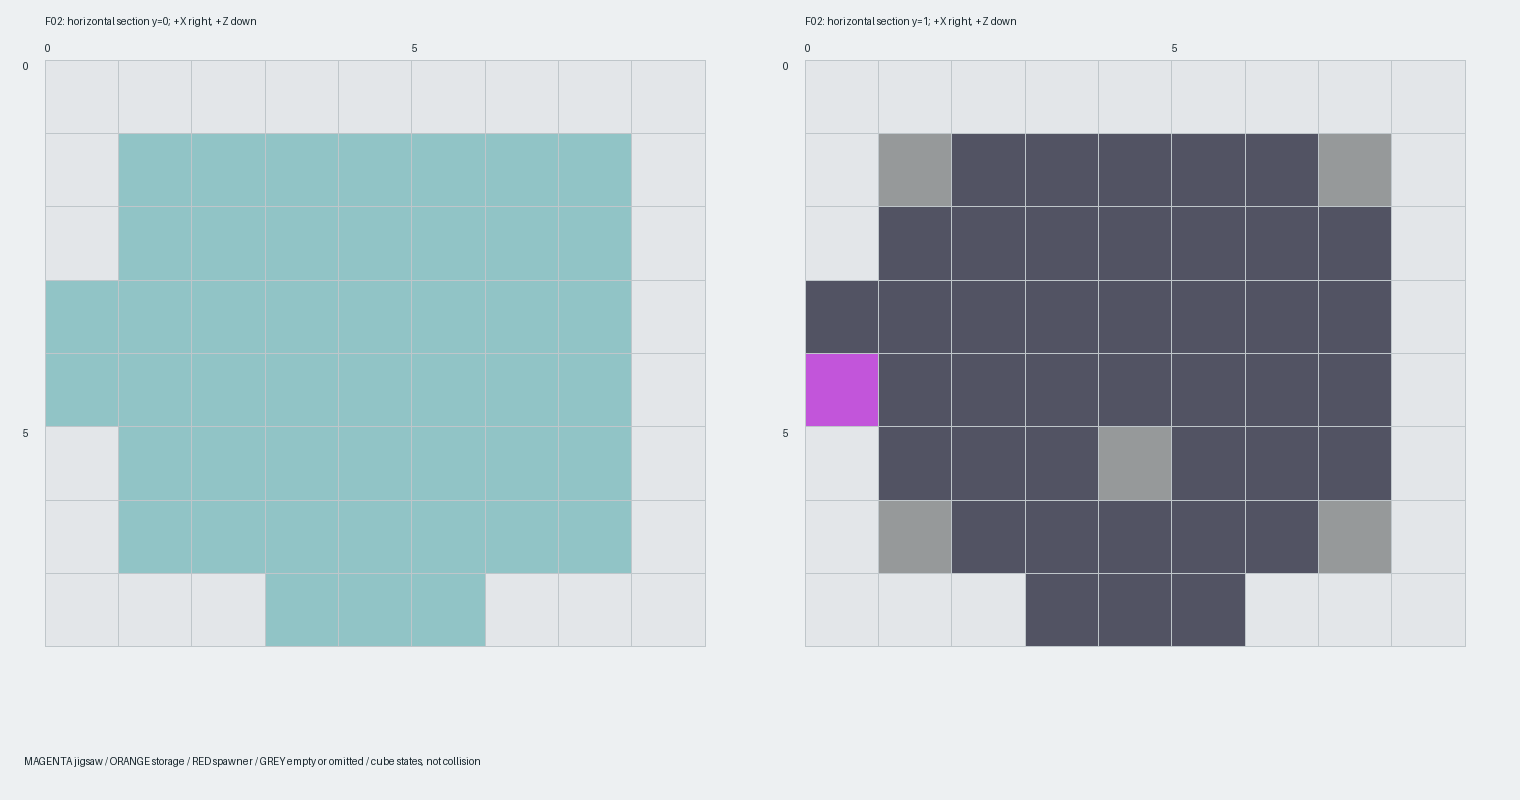 F02: horizontal section y=0; +X right, +Z down
F02: horizontal section y=1; +X right, +Z down
0 5
0 5
0
0
5
5
MAGENTA jigsaw / ORANGE storage / RED spawner / GREY empty or omitted / cube states, not collision